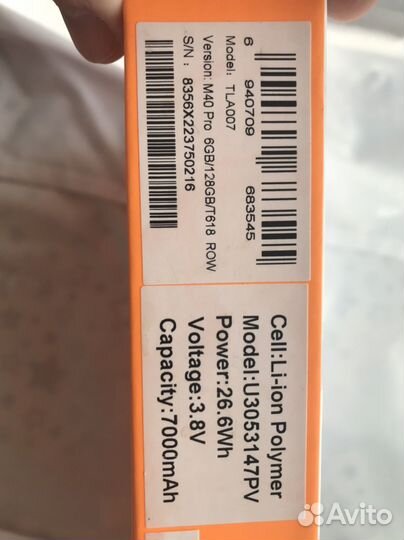 6 940709 683545
Model: TLA007
Version: M40 Pro 6GB/128GB/T618 ROW
S/N: 8356X223750216
Cell:Li-ion Polymer
Model:U3053147PV
Power:26.6Wh
Voltage:3.8V
Capacity:7000mAh
Avito